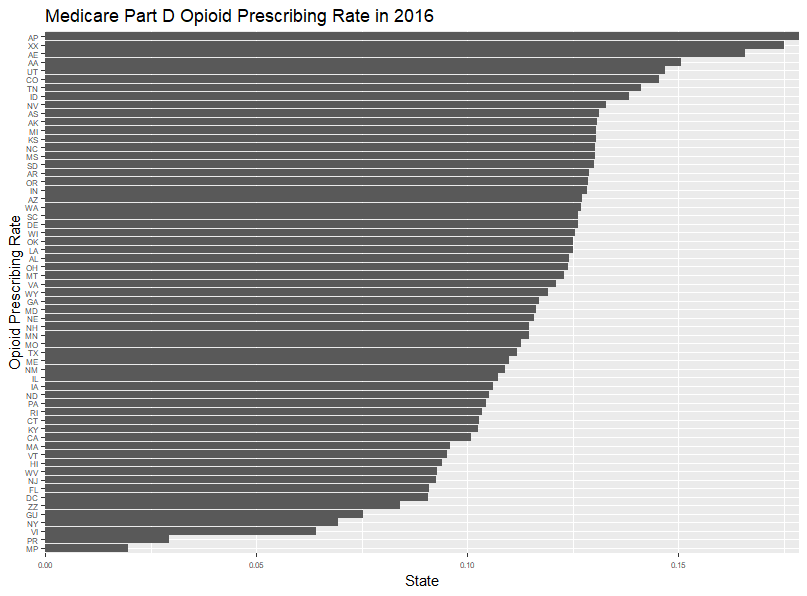 Medicare Part D Opioid Prescribing Rate in 2016
AP
XX
AE
AA
UT
CO
TN
ID
NV
AS
AK
MI
KS
NC
MS
SD
AR
OR
IN
AZ
WA
SC
DE
WI
OK
LA
AL
OH
MT
VA
WY
GA
MD
NE
NH
MN
MO
TX
ME
NM
IL
IA
ND
PA
RI
CT
KY
CA
MA
VT
HI
WV
NJ
FL
DC
ZZ
GU
NY
VI
PR
MP
Opioid Prescribing Rate
0.00 0.05 0.10 0.15
State